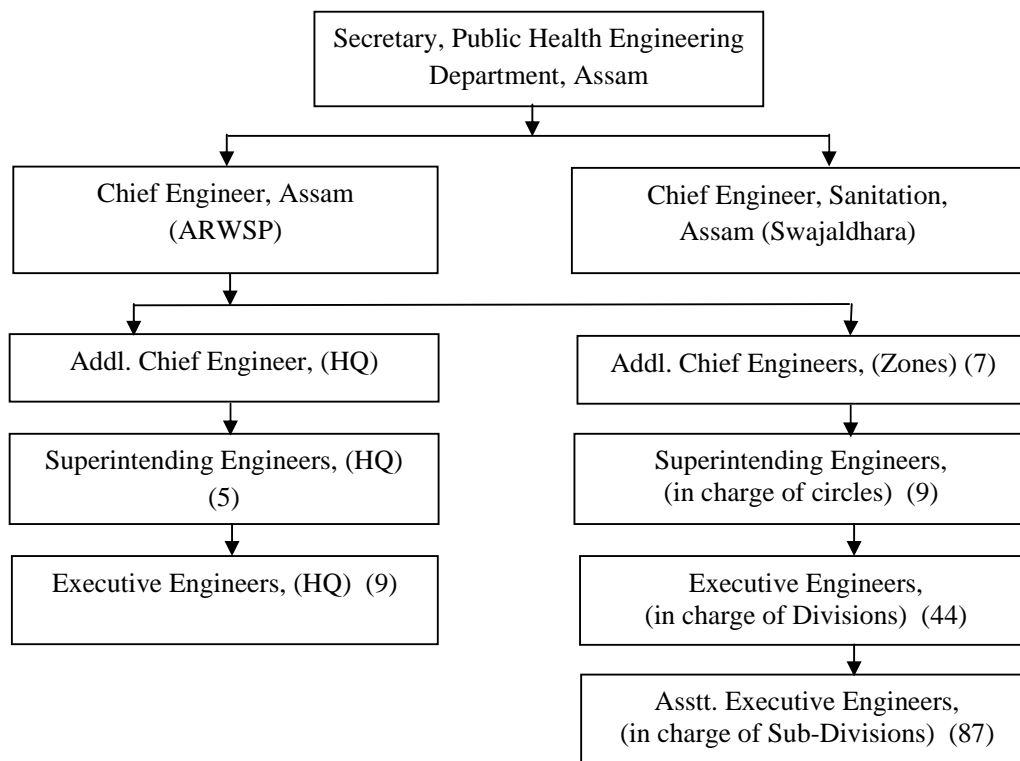 Secretary, Public Health Engineering
Department, Assam
Chief Engineer, Assam
(ARWSP)
Chief Engineer, Sanitation,
Assam (Swajaldhara)
Addl. Chief Engineer, (HQ)
Addl. Chief Engineers, (Zones) (7)
Superintending Engineers, (HQ)
(5)
Superintending Engineers,
(in charge of circles) (9)
Executive Engineers, (HQ) (9)
Executive Engineers,
(in charge of Divisions) (44)
Asstt. Executive Engineers,
(in charge of Sub-Divisions) (87)